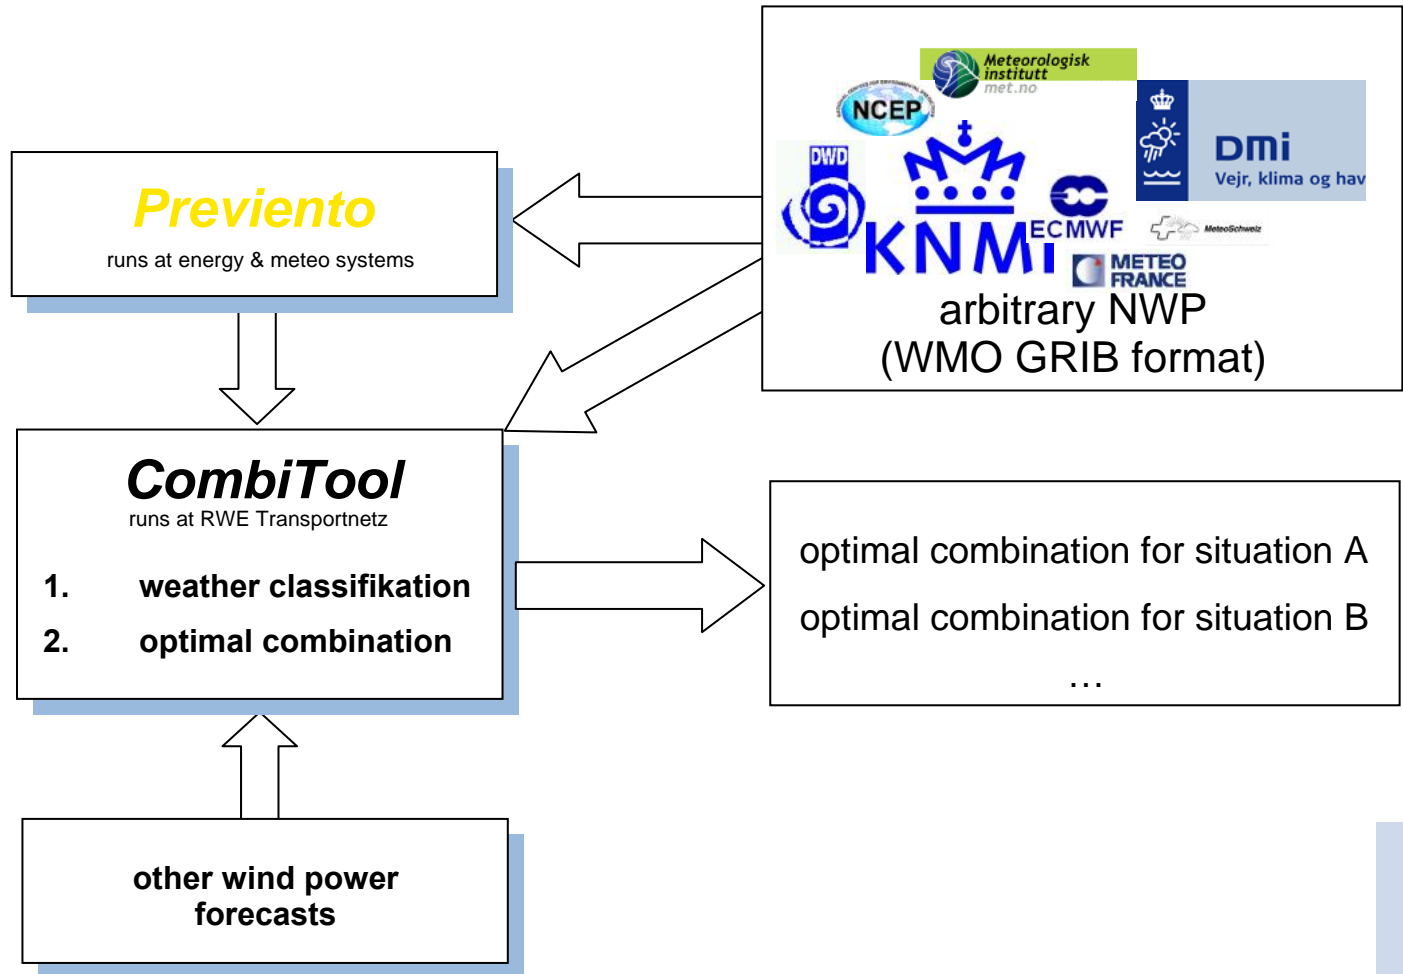 Meteorologisk
institutt
met.no
NCEP
DWD
KNMI
ECMWF
DMI
Vejr, klima og hav
MeteoSchweiz
METEO
FRANCE
arbitrary NWP
(WMO GRIB format)
Previento
runs at energy & meteo systems
CombiTool
runs at RWE Transportnetz
1. weather classifikation
2. optimal combination
optimal combination for situation A
optimal combination for situation B
…
other wind power
forecasts